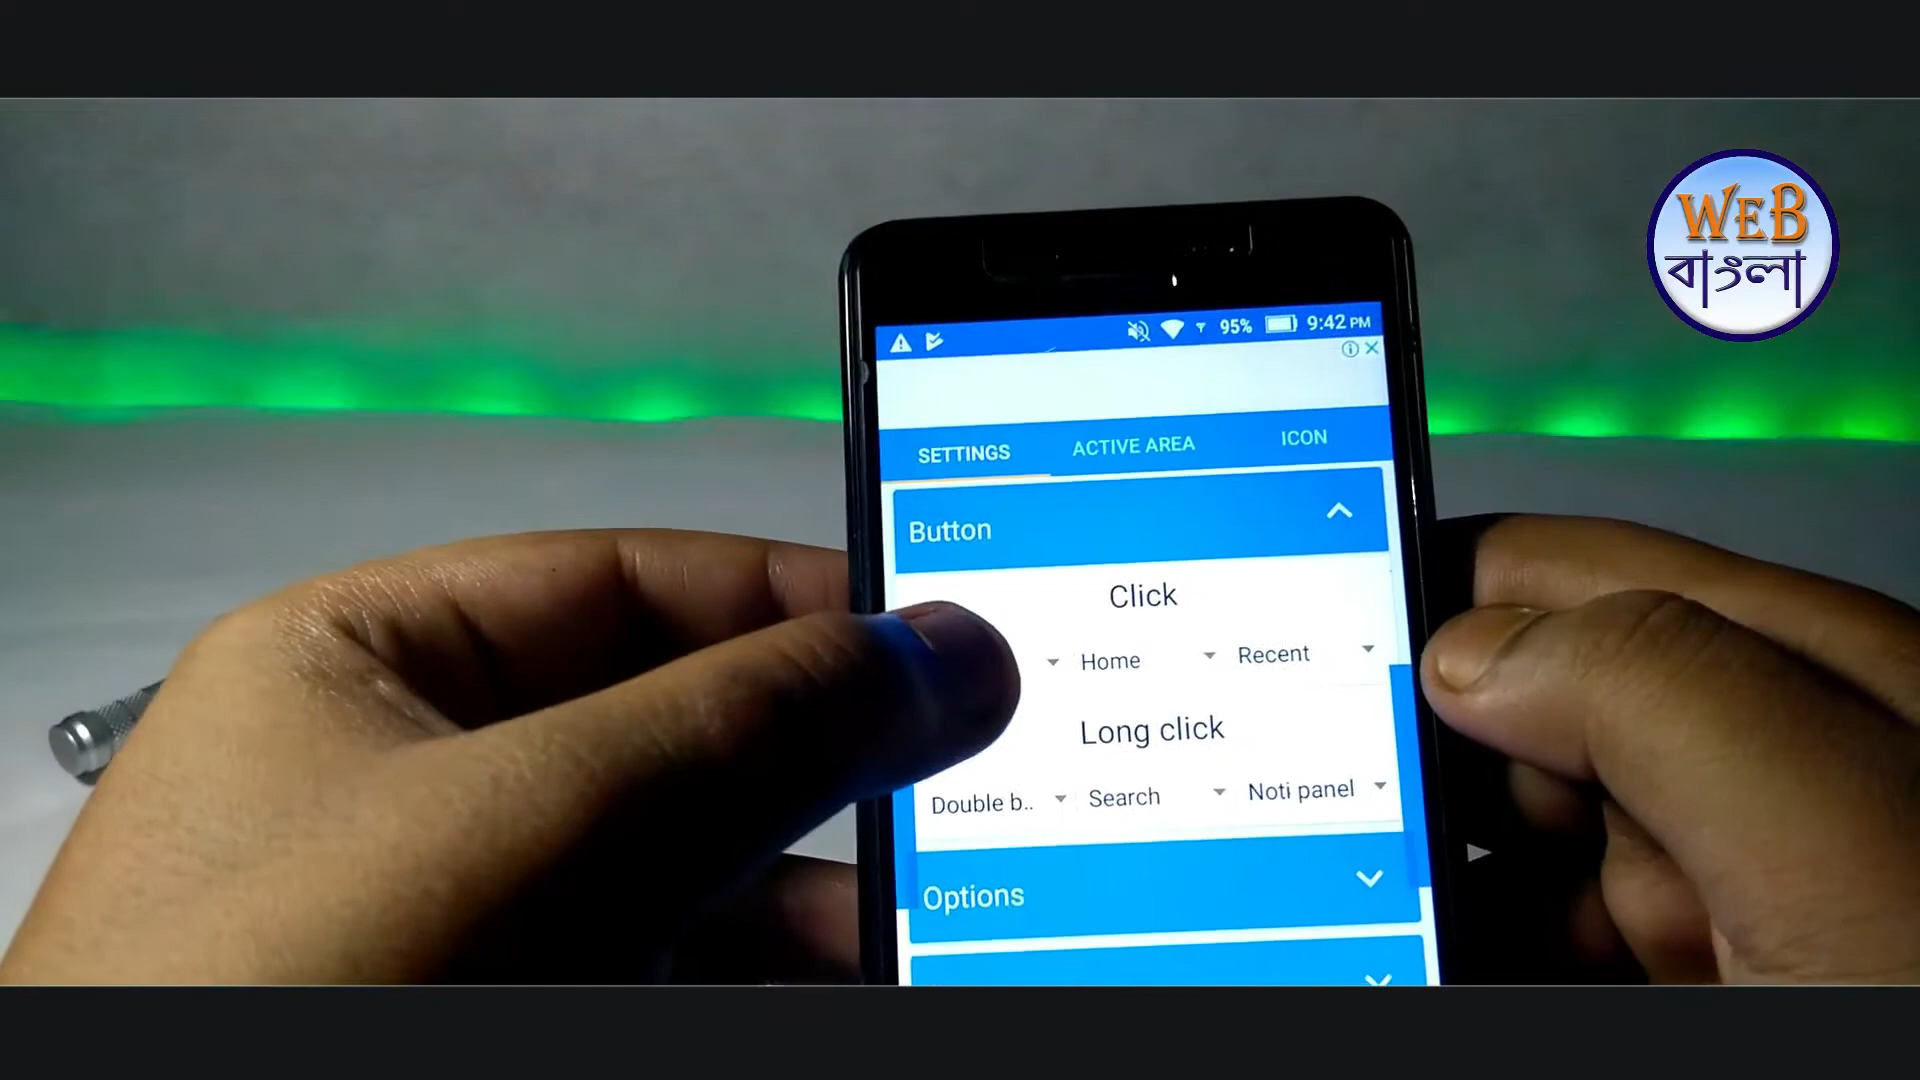 WEB
বাংলা
95% 9:42 PM
SETTINGS ACTIVE AREA ICON
Button
Click
Home Recent
Long click
Double b.. Search Noti panel
Options